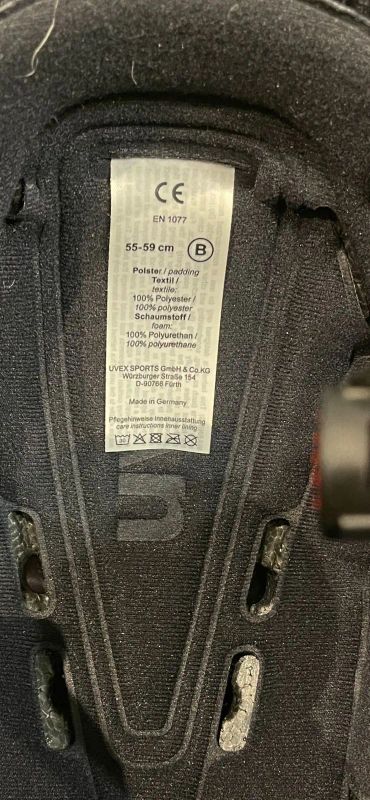 CE
EN 1077
55-59 cm B
Polster / padding
Textil /
textile:
100% Polyester /
100% polyester
Schaumstoff /
foam:
100% Polyurethan /
100% polyurethane
UVEX SPORTS GmbH & Co.KG
Würzburger Straße 154
D-90766 Fürth
Made in Germany
Pflegehinweise Innenausstattung
care instructions inner lining